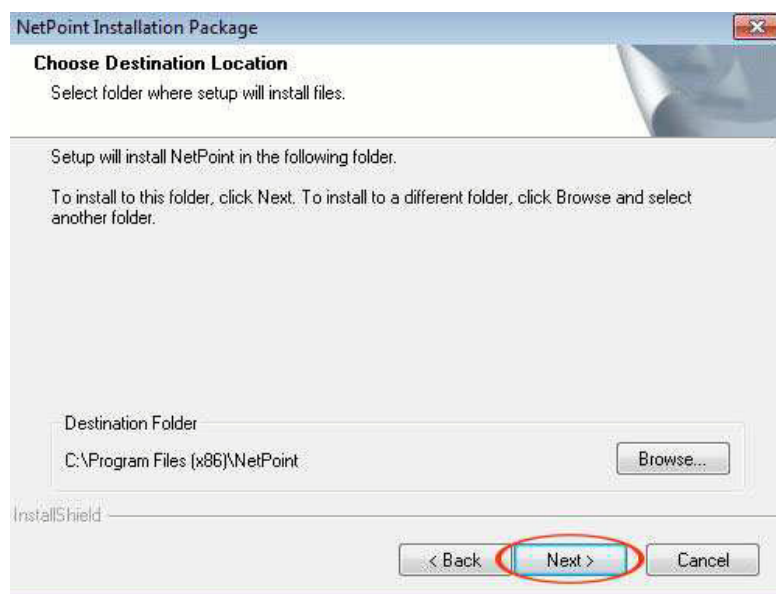 NetPoint Installation Package
Choose Destination Location
Select folder where setup will install files.
Setup will install NetPoint in the following folder.
To install to this folder, click Next. To install to a different folder, click Browse and select
another folder.
Destination Folder
C:\Program Files (x86)\NetPoint
Browse...
InstallShield
< Back
Next >
Cancel